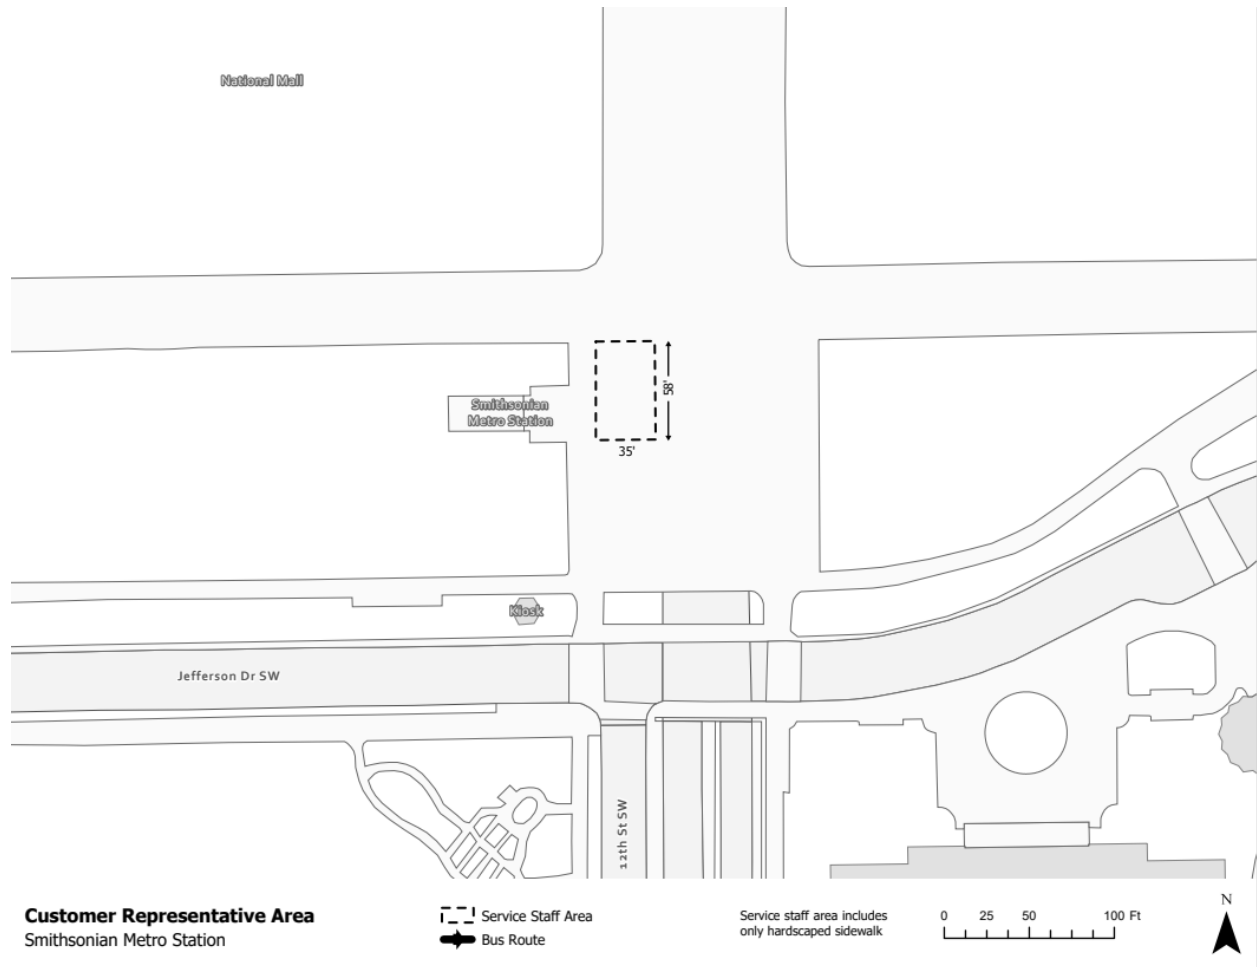 National Mall
58'
Smithsonian
Metro Station
35'
Kiosk
Jefferson Dr SW
12th St SW
Customer Representative Area
Smithsonian Metro Station
Service Staff Area
Bus Route
Service staff area includes
only hardscaped sidewalk
0 25 50 100 Ft
N